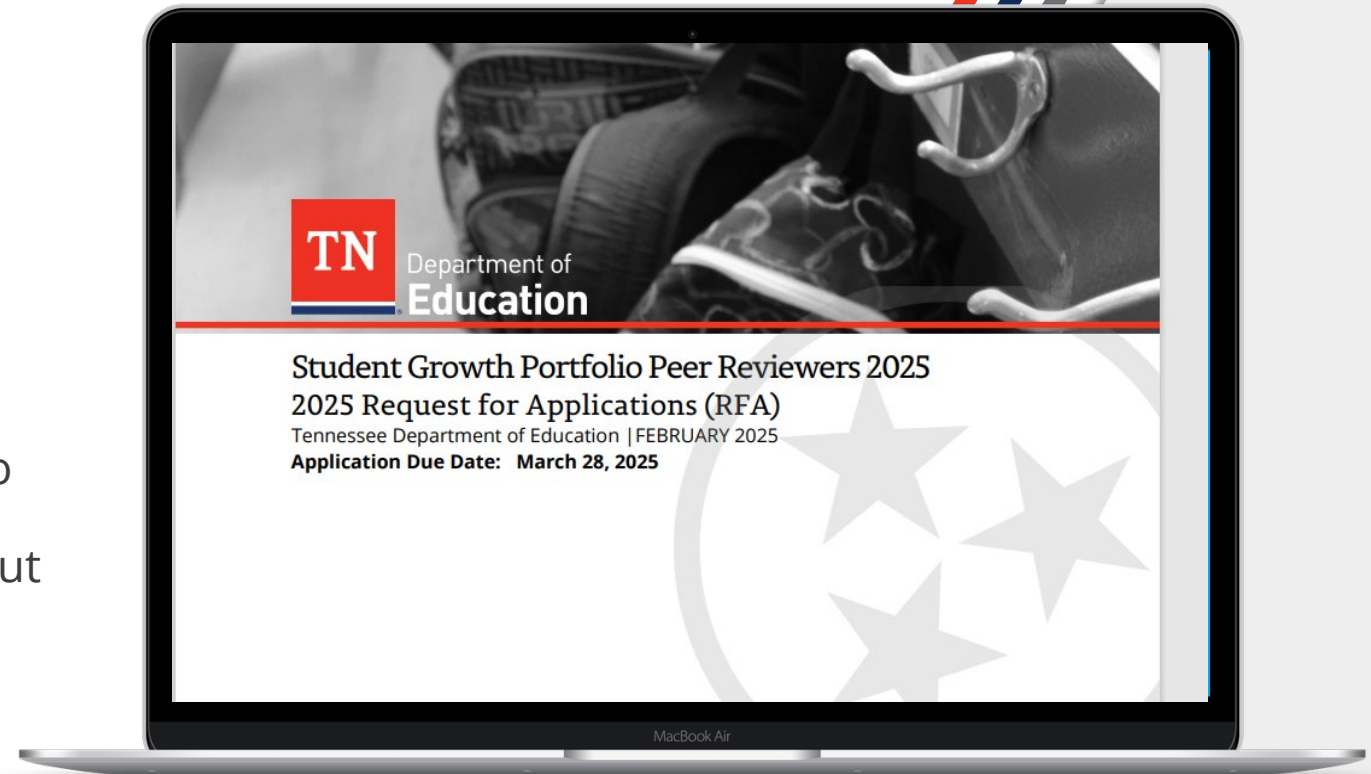 TN
Department of
Education
Student Growth Portfolio Peer Reviewers 2025
2025 Request for Applications (RFA)
Tennessee Department of Education |FEBRUARY 2025
Application Due Date: March 28, 2025
MacBook Air